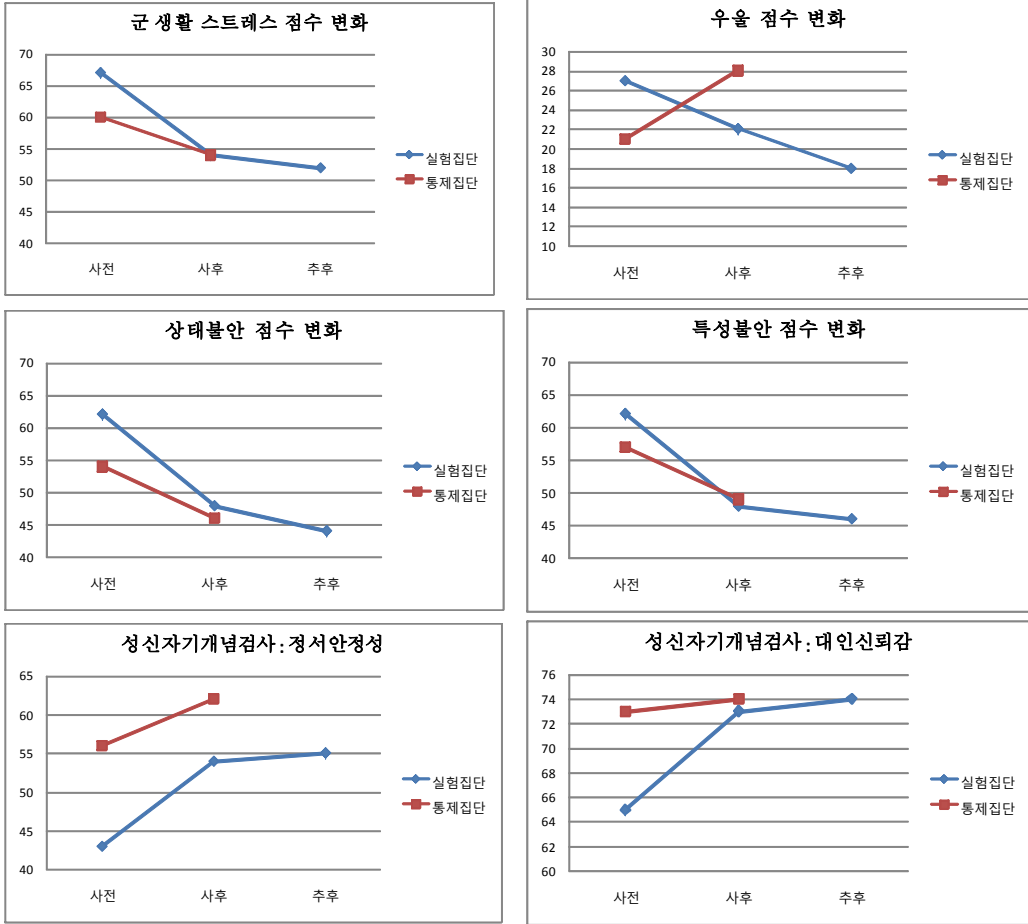 군 생활 스트레스 점수 변화
70
65
60
55
50
45
40
사전 사후 추후
실험집단
통제집단
우울 점수 변화
30
28
26
24
22
20
18
16
14
12
10
사전 사후 추후
실험집단
통제집단
상태불안 점수 변화
70
65
60
55
50
45
40
사전 사후 추후
실험집단
통제집단
특성불안 점수 변화
70
65
60
55
50
45
40
사전 사후 추후
실험집단
통제집단
성신자기개념검사:정서안정성
65
60
55
50
45
40
사전 사후 추후
실험집단
통제집단
성신자기개념검사:대인신뢰감
76
74
72
70
68
66
64
62
60
사전 사후 추후
실험집단
통제집단